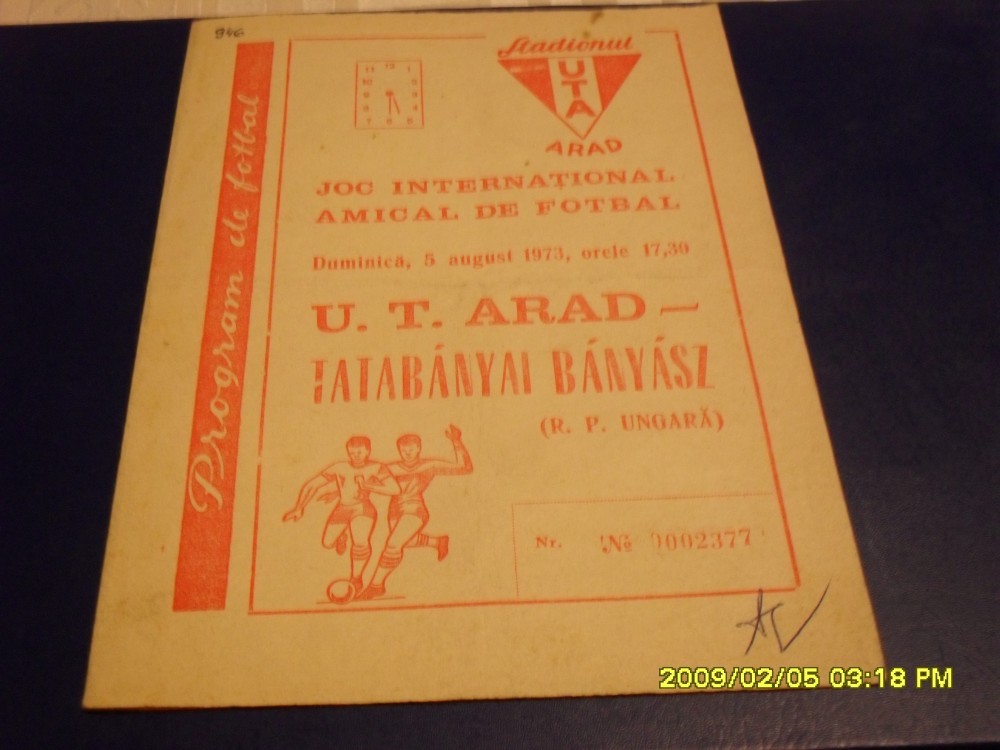 946
Program de fotbal
Stadionul
UTA
ARAD
JOC INTERNAȚIONAL
AMICAL DE FOTBAL
Duminică, 5 august 1973, orele 17,30
U. T. ARAD –
TATABÁNYAI BÁNYÁSZ
(R. P. UNGARĂ)
Nr. № 0002377
2009/02/05 03:18 PM